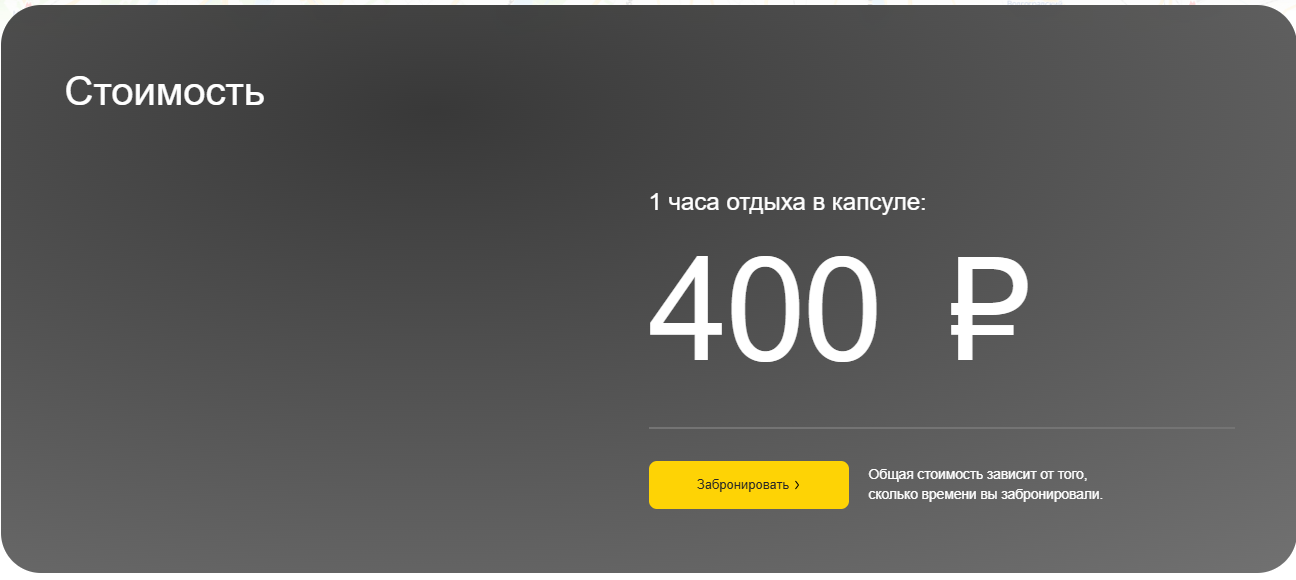 Стоимость
1 часа отдыха в капсуле:
400 ₽
Забронировать ›
Общая стоимость зависит от того,
сколько времени вы забронировали.